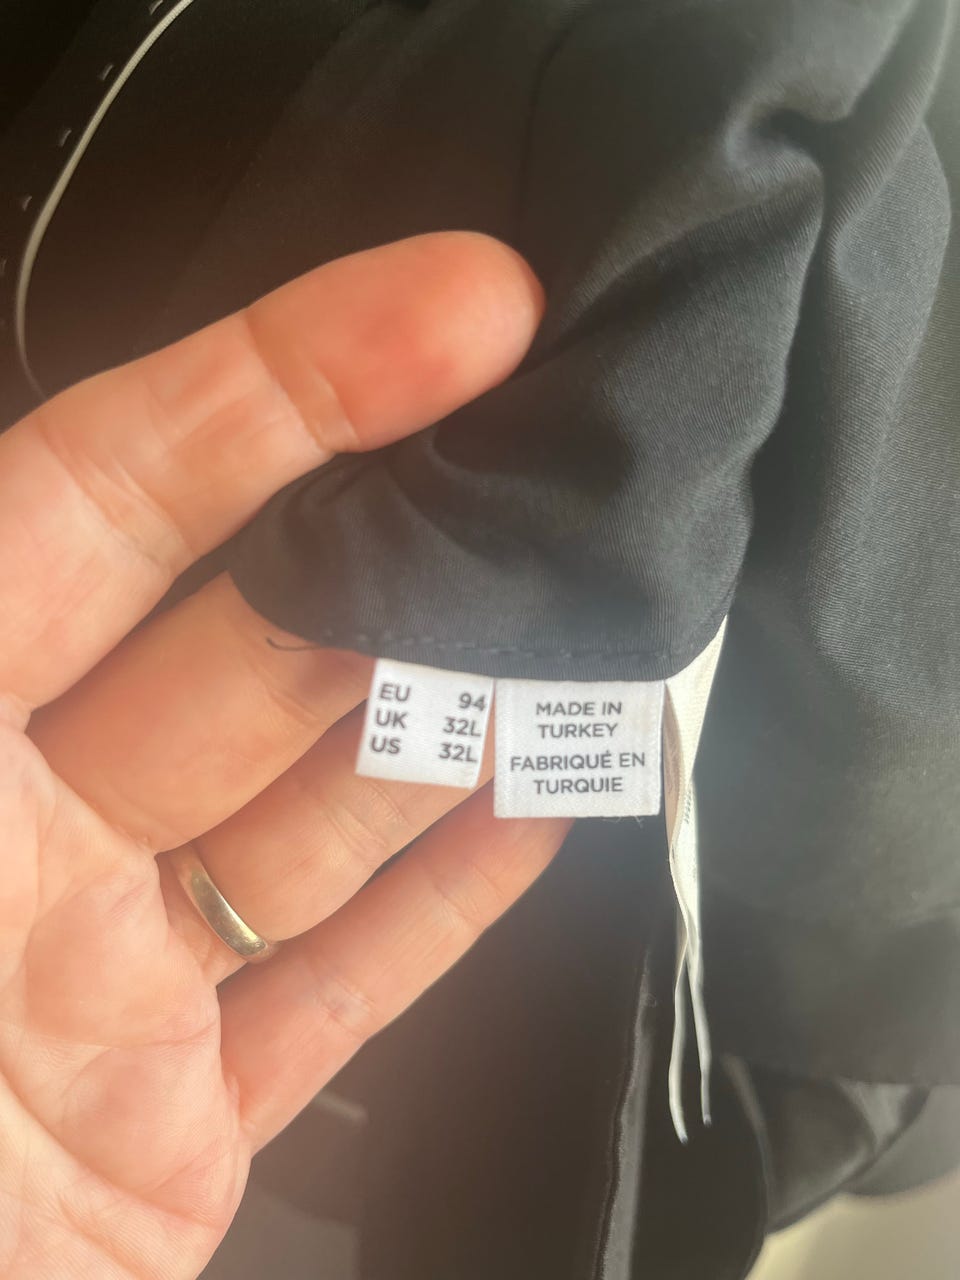 EU 94
UK 32L
US 32L
MADE IN
TURKEY
FABRIQUÉ EN
TURQUIE